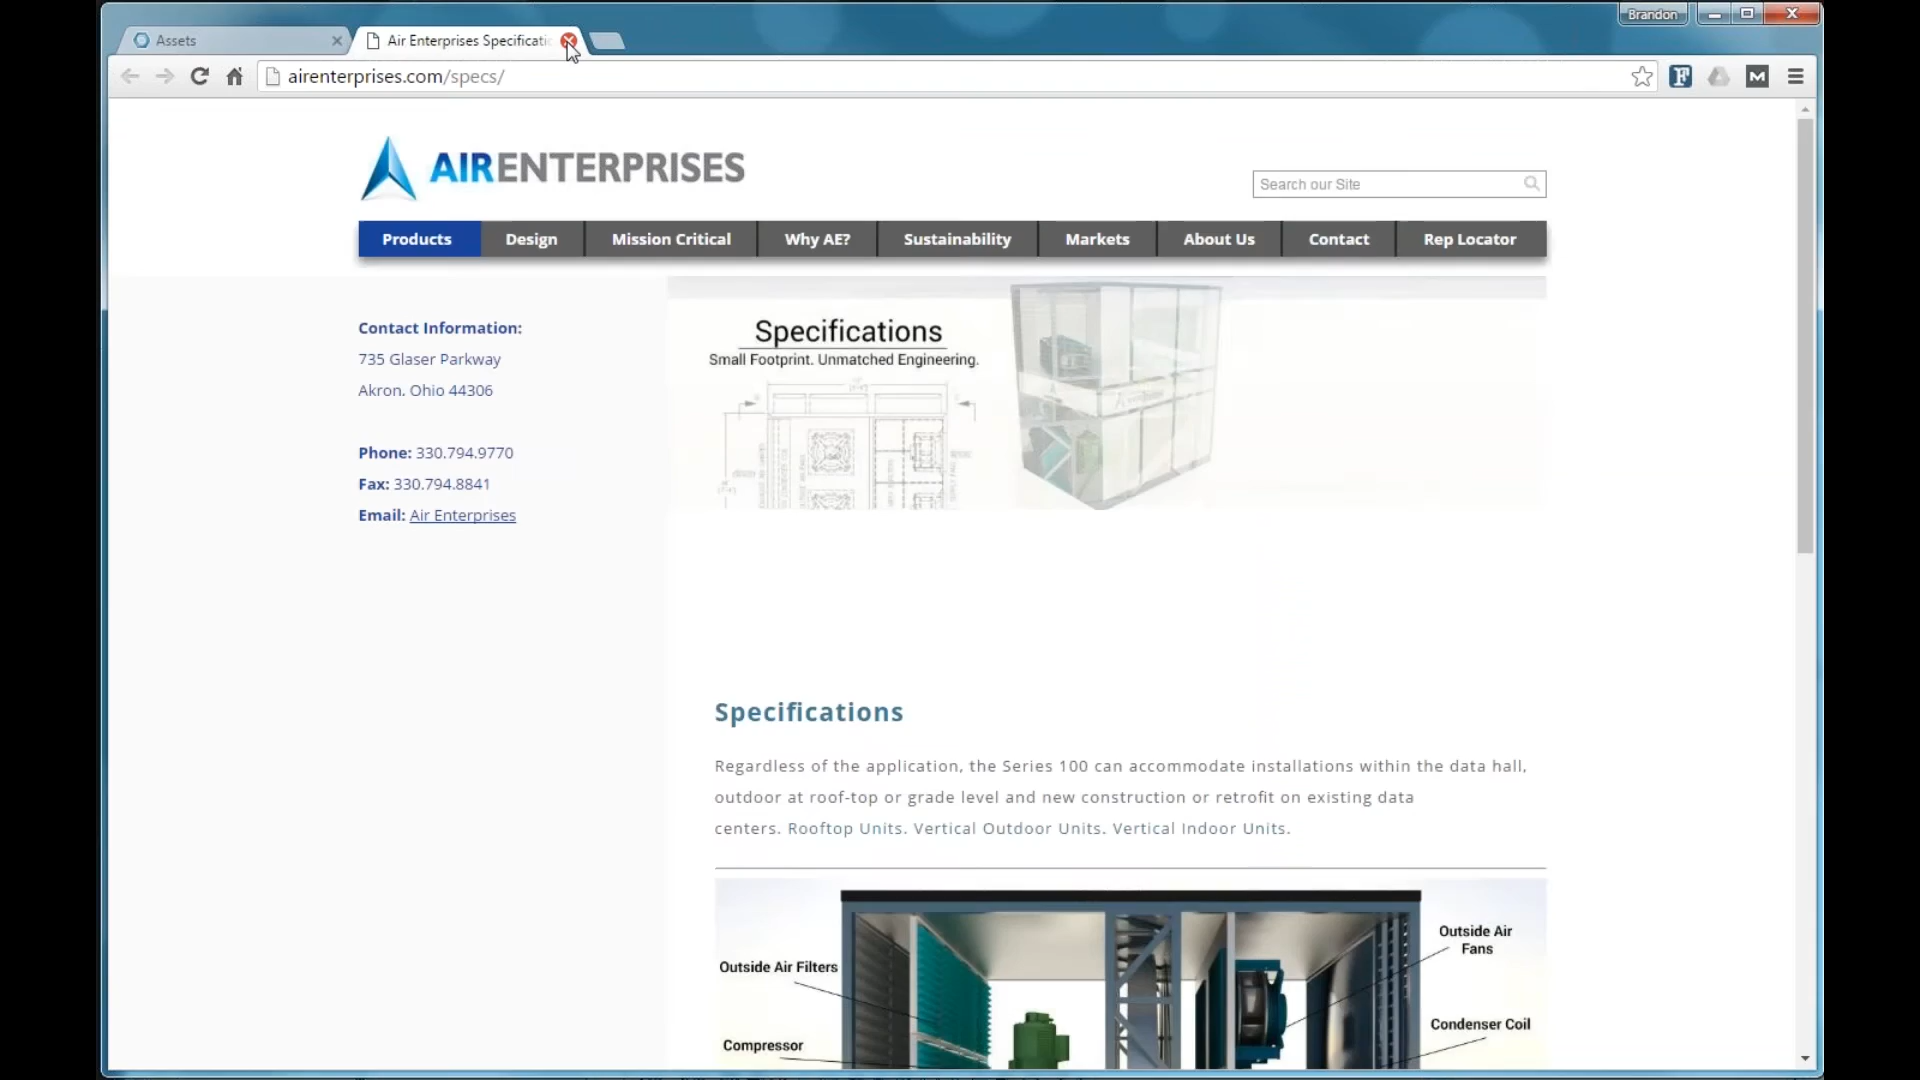 Brandon
Assets
Air Enterprises Specificatic
airenterprises.com/specs/
AIRENTERPRISES
Search our Site
Products
Design
Mission Critical
Why AE?
Sustainability
Markets
About Us
Contact
Rep Locator
Contact Information:
735 Glaser Parkway
Akron. Ohio 44306
Phone: 330.794.9770
Fax: 330.794.8841
Email: Air Enterprises
Specifications
Small Footprint. Unmatched Engineering.
Specifications
Regardless of the application, the Series 100 can accommodate installations within the data hall,
outdoor at roof-top or grade level and new construction or retrofit on existing data
centers. Rooftop Units. Vertical Outdoor Units. Vertical Indoor Units.
Outside Air Filters
Compressor
Outside Air
Fans
Condenser Coil